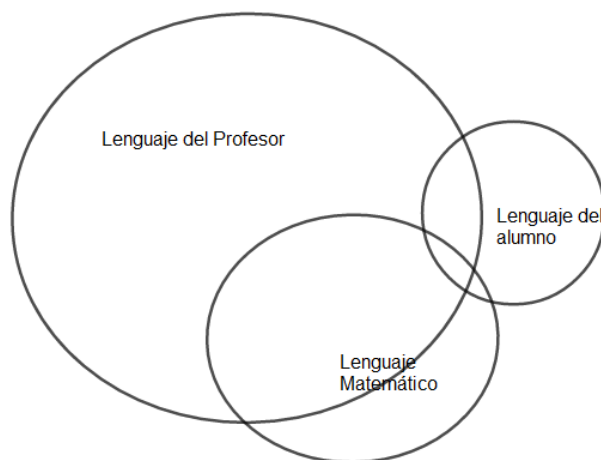 Lenguaje del Profesor
Lenguaje del
alumno
Lenguaje
Matemático